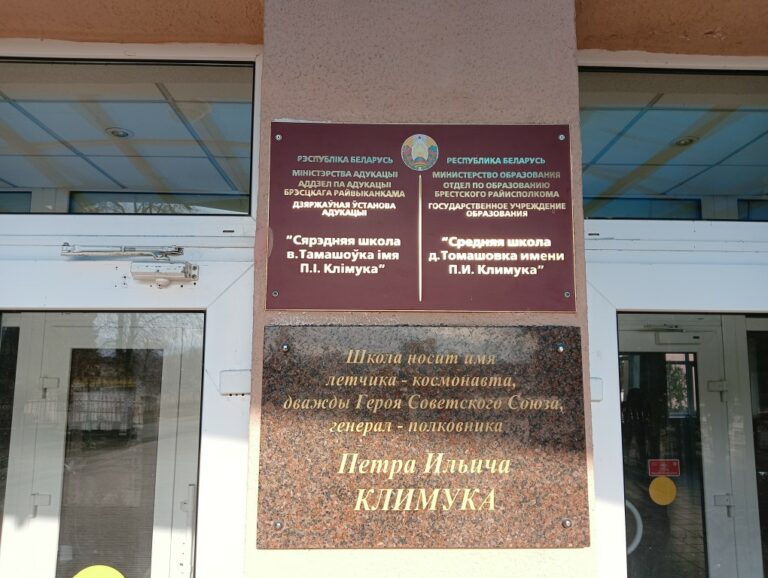 РЭСПУБЛІКА БЕЛАРУСЬ
МІНІСТЭРСТВА АДУКАЦЫІ
АДДЗЕЛ ПА АДУКАЦЫІ
БРЭСЦКАГА РАЙВЫКАНКАМА
ДЗЯРЖАЎНАЯ ЎСТАНОВА
АДУКАЦЫІ
"Сярэдняя школа
в.Тамашоўка імя
П.І. Клімука"
РЕСПУБЛИКА БЕЛАРУСЬ
МИНИСТЕРСТВО ОБРАЗОВАНИЯ
ОТДЕЛ ПО ОБРАЗОВАНИЮ
БРЕСТСКОГО РАЙИСПОЛКОМА
ГОСУДАРСТВЕННОЕ УЧРЕЖДЕНИЕ
ОБРАЗОВАНИЯ
"Средняя школа
д.Томашовка имени
П.И. Климука"
Школа носит имя
летчика - космонавта,
дважды Героя Советского Союза,
генерал - полковника
Петра Ильича
КЛИМУКА